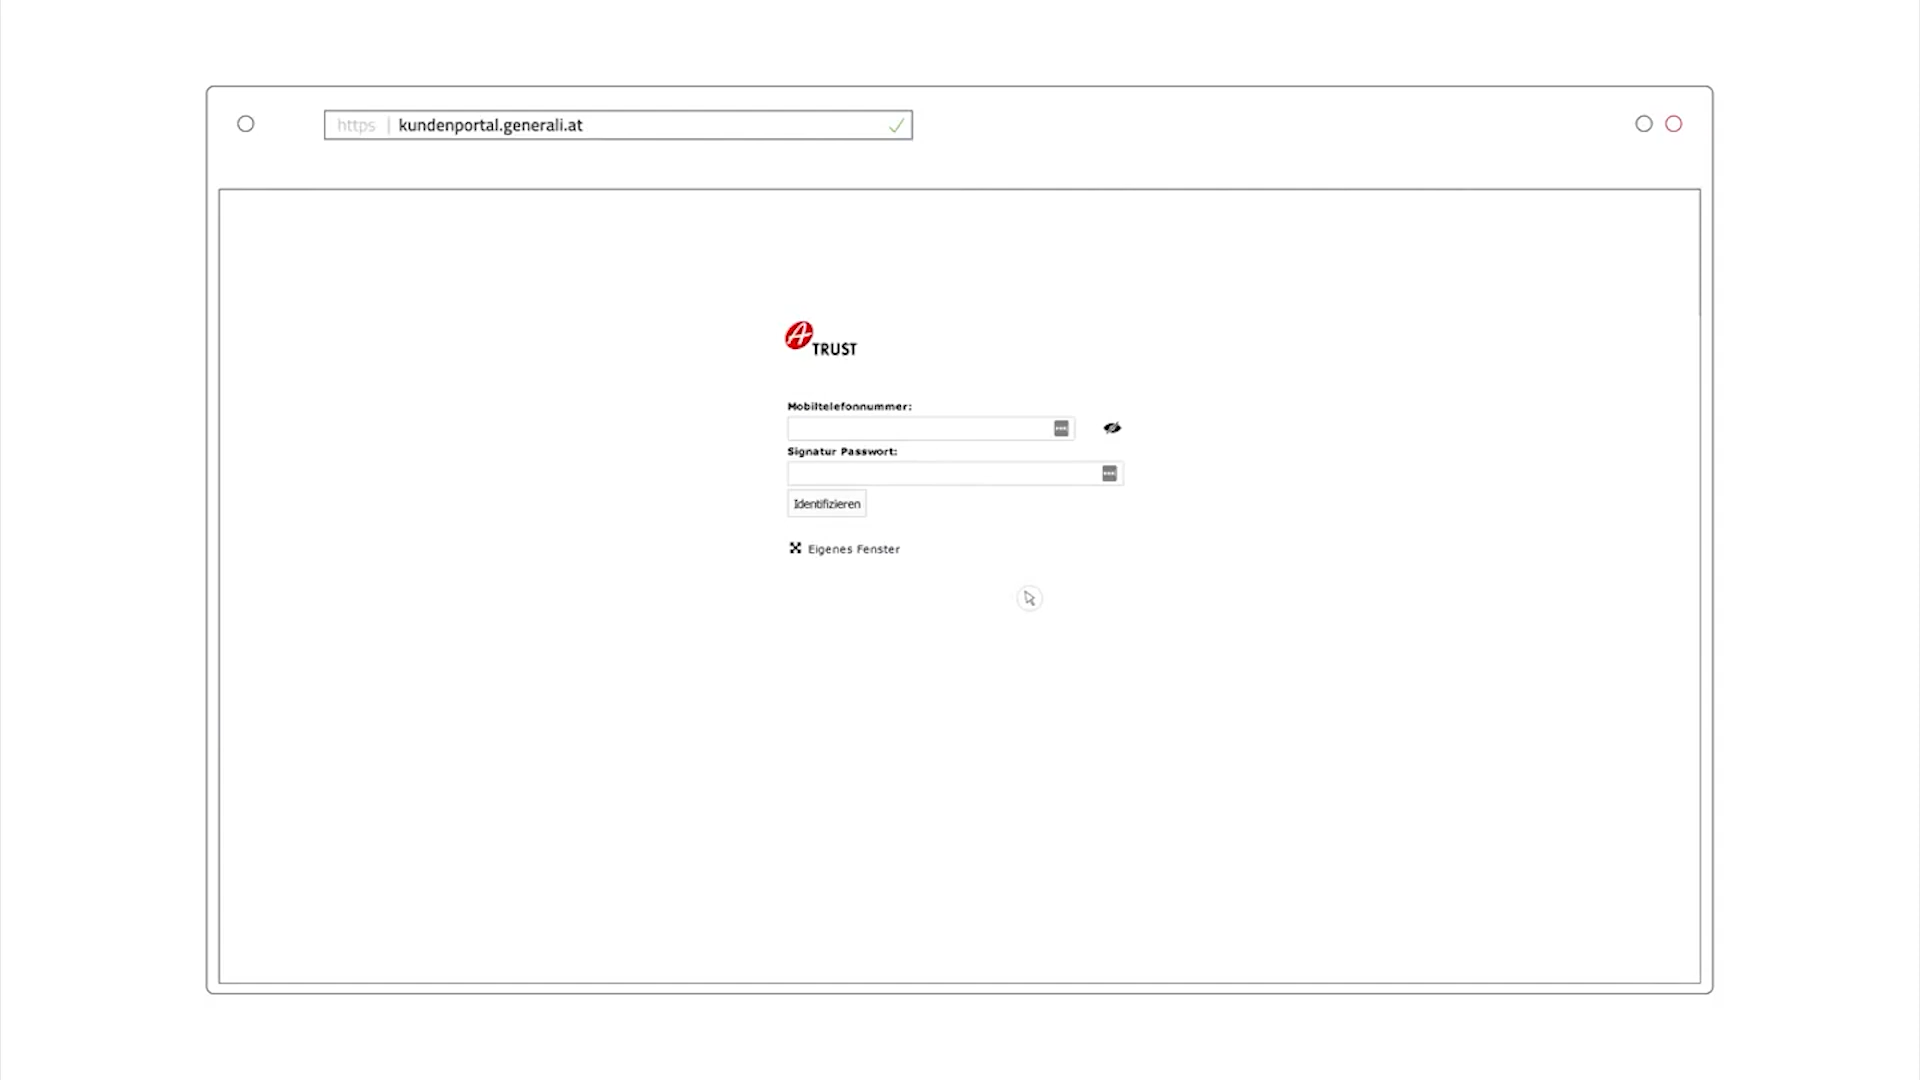 https | kundenportal.generali.at
A TRUST
Mobiltelefonnummer:
Signatur Passwort:
Identifizieren
Eigenes Fenster